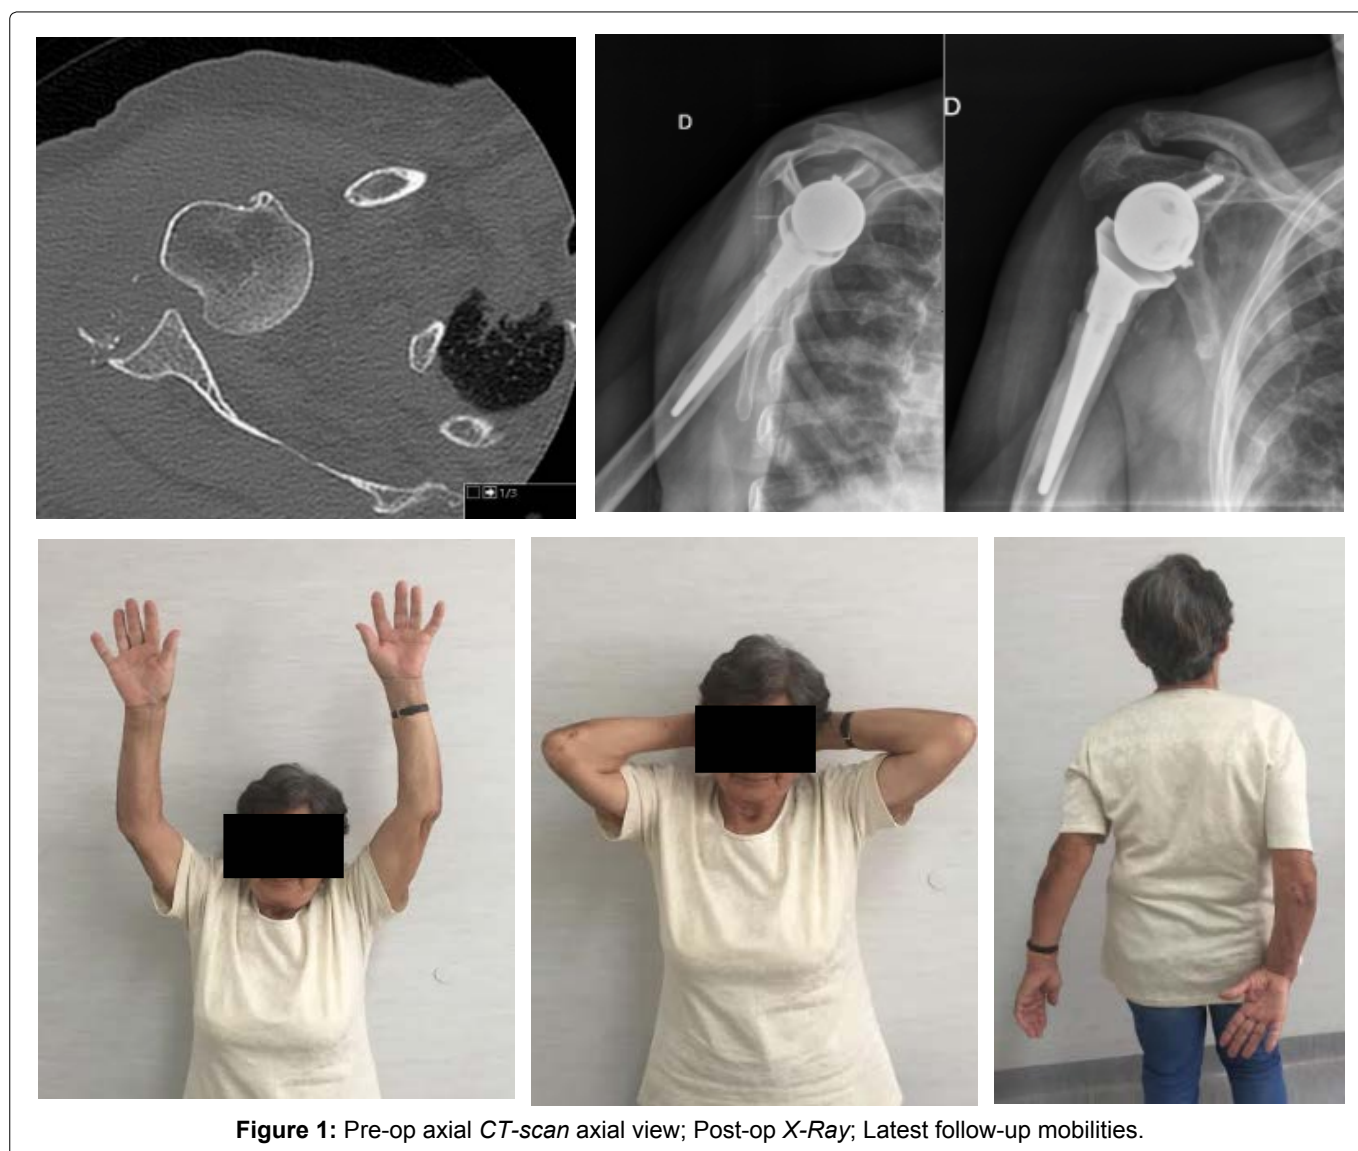 1/3
D
D
Figure 1: Pre-op axial CT-scan axial view; Post-op X-Ray; Latest follow-up mobilities.